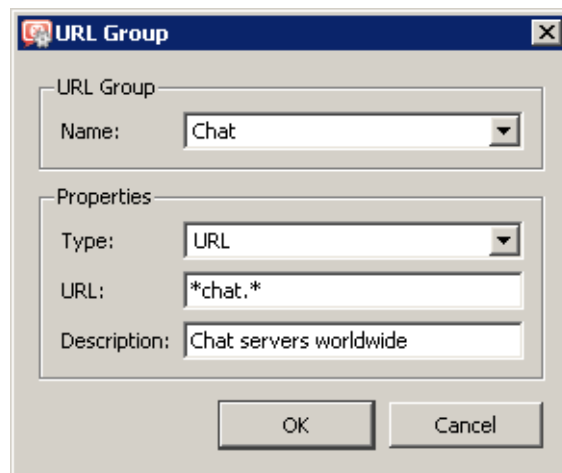 URL Group
URL Group
Name: Chat
Properties
Type: URL
URL: *chat.*
Description: Chat servers worldwide
OK Cancel